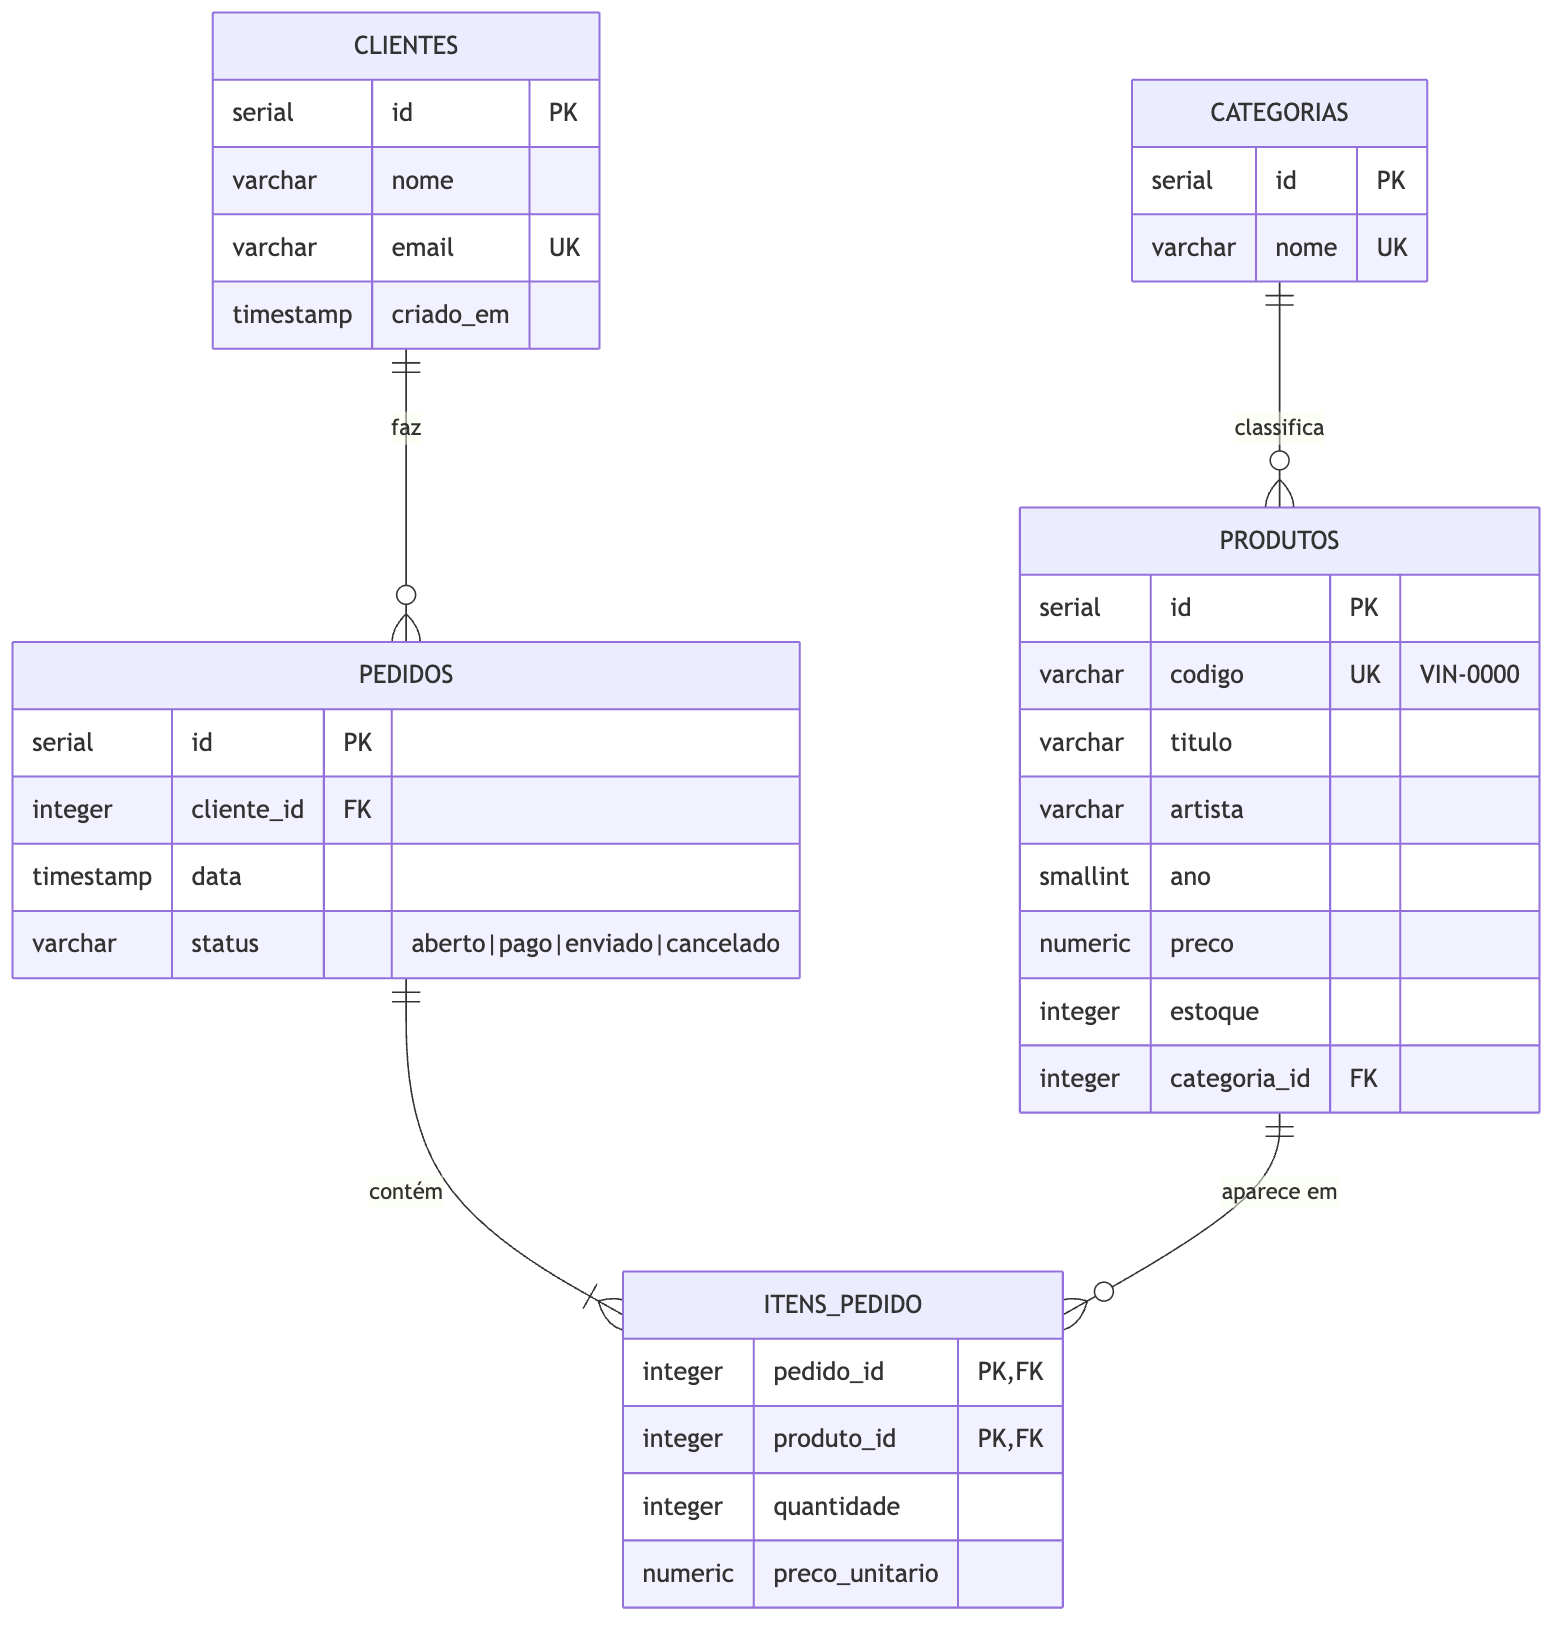 CLIENTES
serial id PK
varchar nome
varchar email UK
timestamp criado_em
CATEGORIAS
serial id PK
varchar nome UK
faz
classifica
PEDIDOS
serial id PK
integer cliente_id FK
timestamp data
varchar status aberto|pago|enviado|cancelado
PRODUTOS
serial id PK
varchar codigo UK VIN-0000
varchar titulo
varchar artista
smallint ano
numeric preco
integer estoque
integer categoria_id FK
contém
aparece em
ITENS_PEDIDO
integer pedido_id PK,FK
integer produto_id PK,FK
integer quantidade
numeric preco_unitario